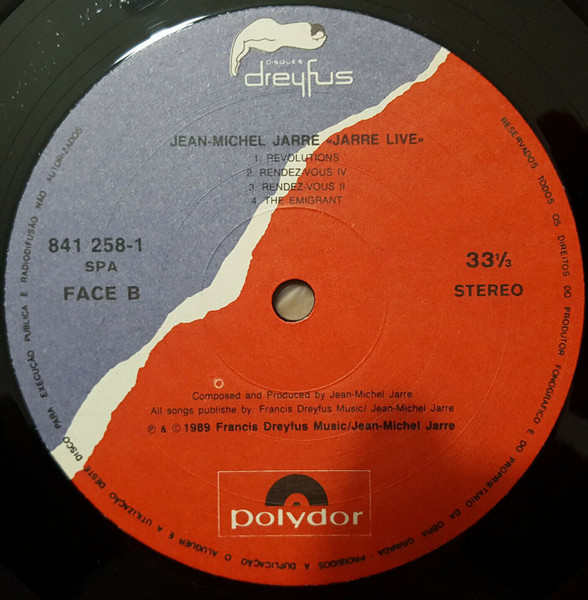 DISQUES
dreyfus
JEAN-MICHEL JARRE «JARRE LIVE»
1. REVOLUTIONS
2. RENDEZ-VOUS IV
3. RENDEZ-VOUS II
4. THE EMIGRANT
841 258-1
SPA
FACE B
33⅓
STEREO
Composed and Produced by Jean-Michel Jarre
All songs publishe by. Francis Dreyfus Music/ Jean-Michel Jarre
℗ & © 1989 Francis Dreyfus Music/Jean-Michel Jarre
polydor
RESERVADOS TODOS OS DIREITOS DO PRODUTOR FONOGRÁFICO E DO PROPRIETÁRIO DA OBRA GRAVADA - PROIBIDOS A DUPLICAÇÃO O ALUGUER E A UTILIZAÇÃO DESTE DISCO PARA EXECUÇÃO PUBLICA E RADIODIFUSÃO NÃO AUTORIZADOS